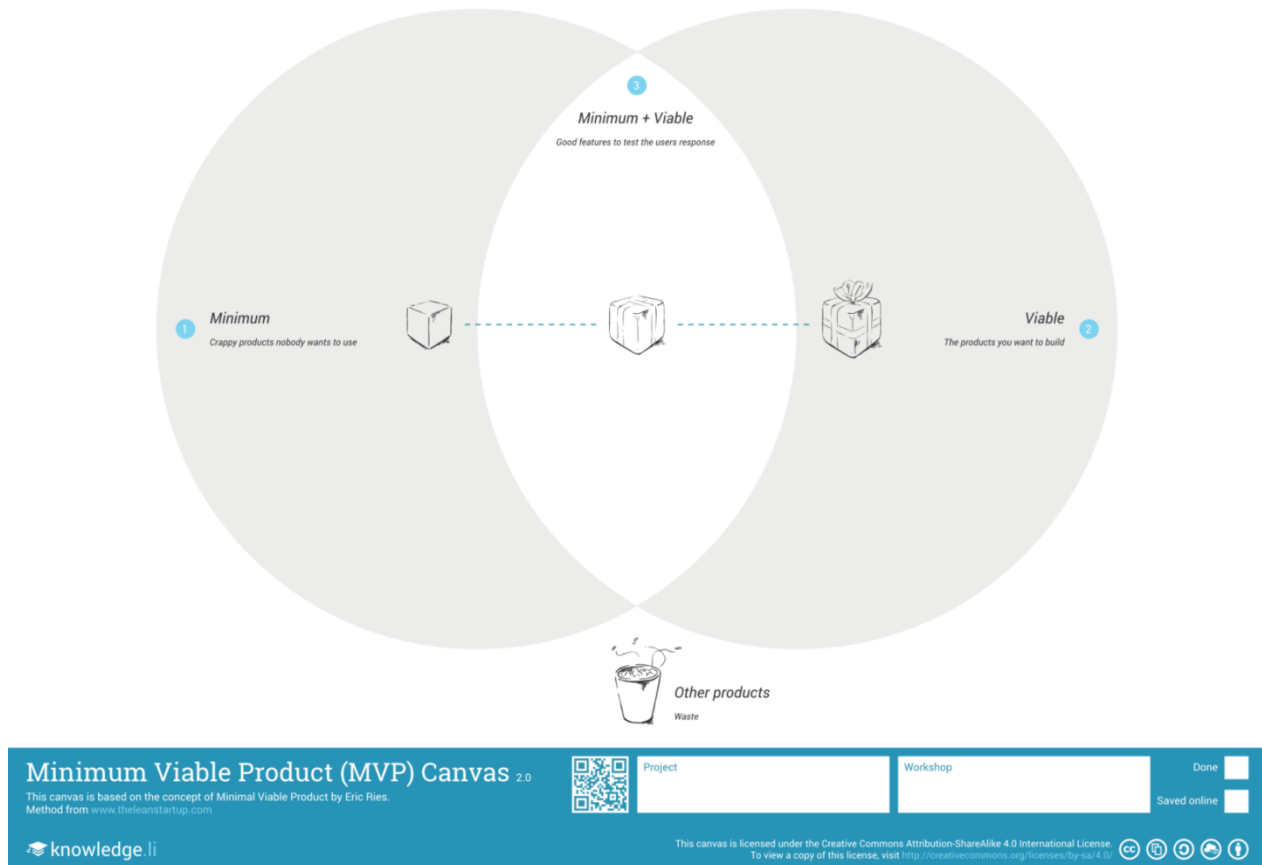 3
Minimum + Viable
Good features to test the users response
1
Minimum
Crappy products nobody wants to use
Viable
2
The products you want to build
Other products
Waste
Minimum Viable Product (MVP) Canvas 2.0
This canvas is based on the concept of Minimal Viable Product by Eric Ries.
Method from www.theleanstartup.com
Project
Workshop
Done
Saved online
knowledge.li
This canvas is licensed under the Creative Commons Attribution-ShareAlike 4.0 International License.
To view a copy of this license, visit http://creativecommons.org/licenses/by-sa/4.0/
cc